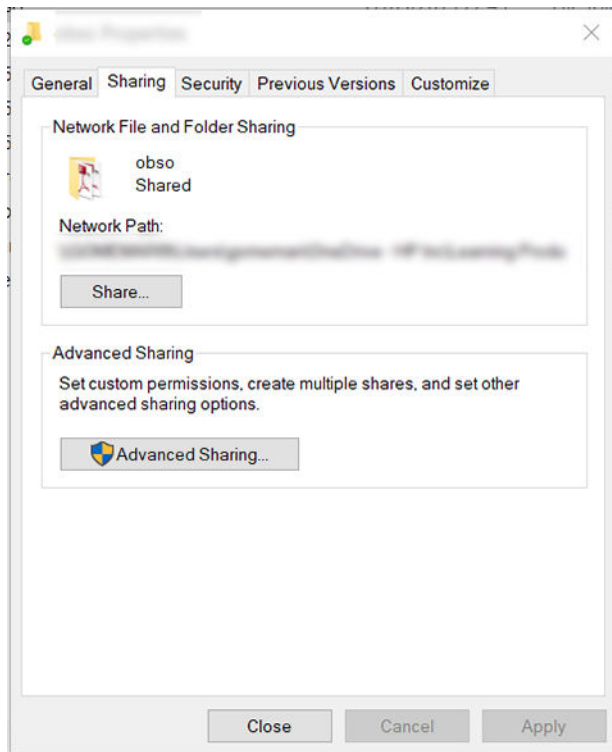 General Sharing Security Previous Versions Customize
Network File and Folder Sharing
obso
Shared
Network Path:
Share...
Advanced Sharing
Set custom permissions, create multiple shares, and set other
advanced sharing options.
Advanced Sharing...
Close Cancel Apply